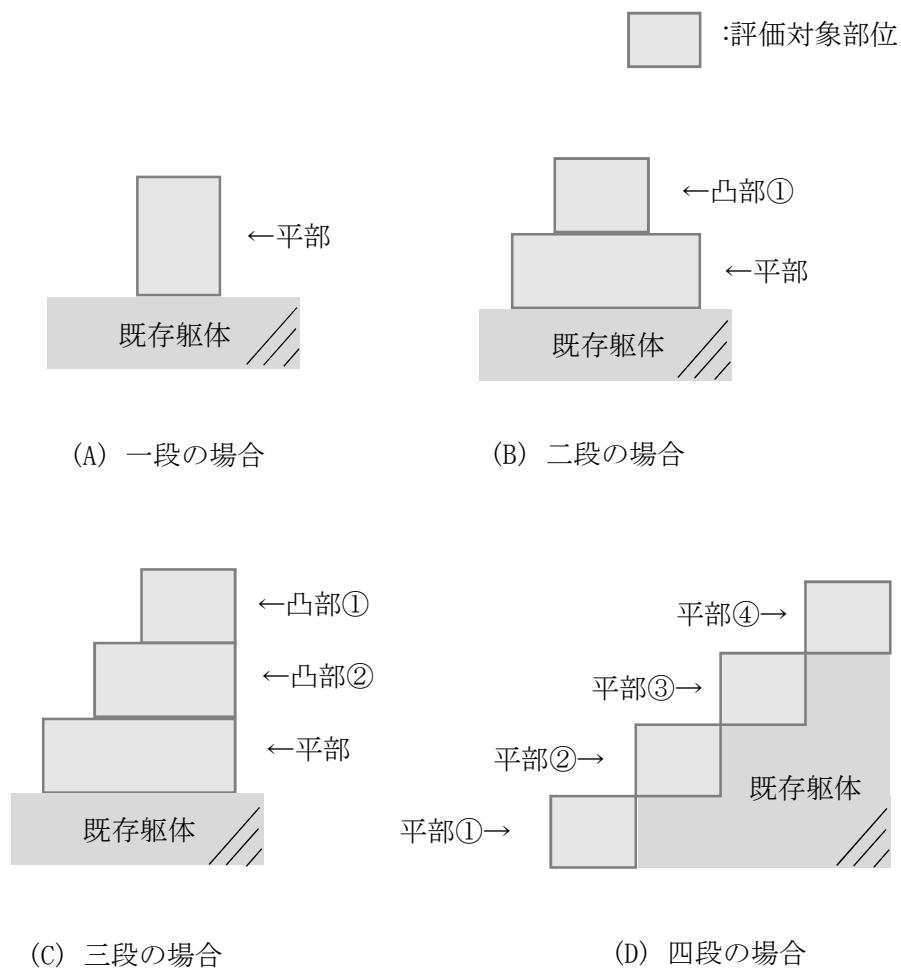 :評価対象部位
←平部
既存躯体
(A) 一段の場合
←凸部①
←平部
既存躯体
(B) 二段の場合
←凸部①
←凸部②
←平部
既存躯体
(C) 三段の場合
平部④→
平部③→
平部②→
平部①→
既存躯体
(D) 四段の場合